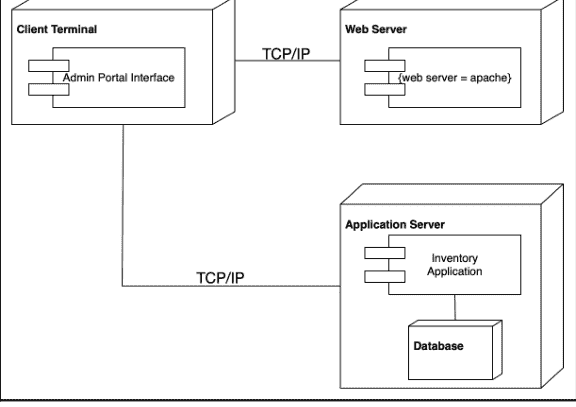 Client Terminal
Admin Portal Interface
TCP/IP
Web Server
{web server = apache}
TCP/IP
Application Server
Inventory
Application
Database